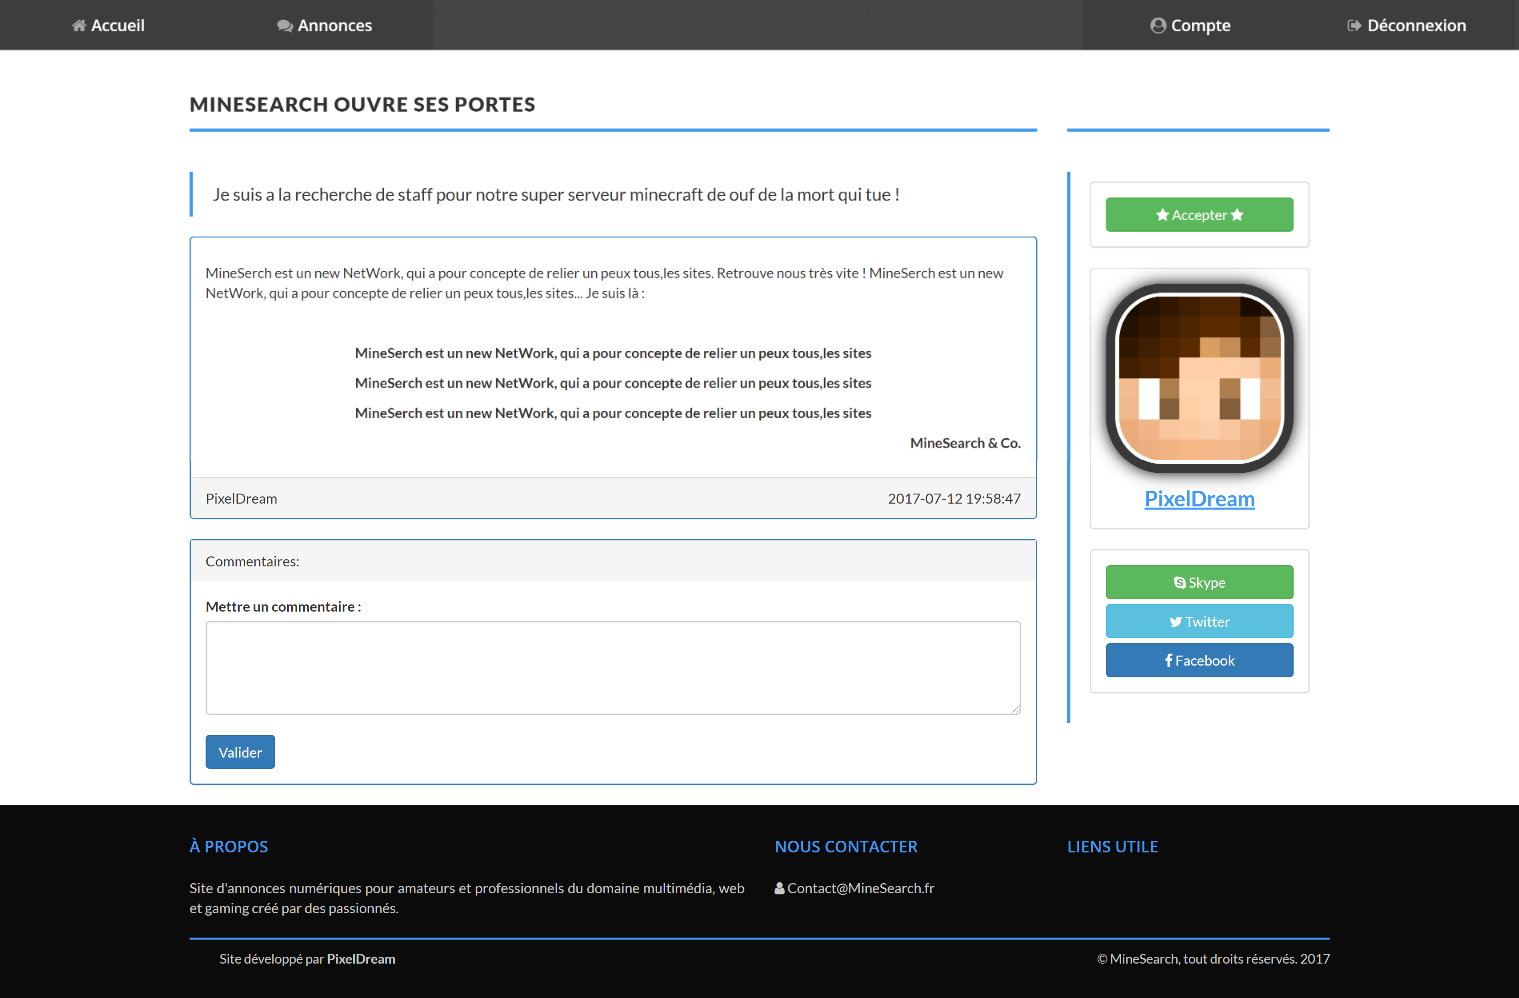 Accueil
Annonces
Compte
Déconnexion
MINESEARCH OUVRE SES PORTES
Je suis a la recherche de staff pour notre super serveur minecraft de ouf de la mort qui tue !
MineSerch est un new NetWork, qui a pour concepte de relier un peux tous,les sites. Retrouve nous très vite ! MineSerch est un new
NetWork, qui a pour concepte de relier un peux tous,les sites... Je suis là :
MineSerch est un new NetWork, qui a pour concepte de relier un peux tous,les sites
MineSerch est un new NetWork, qui a pour concepte de relier un peux tous,les sites
MineSerch est un new NetWork, qui a pour concepte de relier un peux tous,les sites
MineSearch & Co.
PixelDream
2017-07-12 19:58:47
Commentaires:
Mettre un commentaire :
Valider
Accepter
PixelDream
Skype
Twitter
Facebook
À PROPOS
Site d'annonces numériques pour amateurs et professionnels du domaine multimédia, web
et gaming créé par des passionnés.
NOUS CONTACTER
Contact@MineSearch.fr
LIENS UTILE
Site développé par PixelDream
© MineSearch, tout droits réservés. 2017